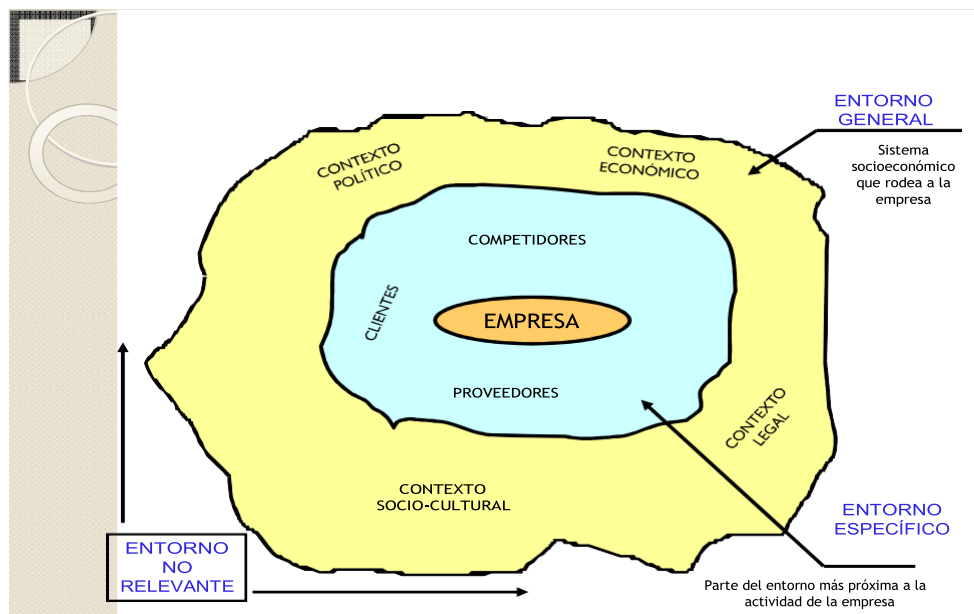 ENTORNO
GENERAL
Sistema
socioeconómico
que rodea a la
empresa
CONTEXTO
POLÍTICO
CONTEXTO
ECONÓMICO
COMPETIDORES
CLIENTES
EMPRESA
PROVEEDORES
CONTEXTO
LEGAL
CONTEXTO
SOCIO-CULTURAL
ENTORNO
ESPECÍFICO
Parte del entorno más próxima a la
actividad de la empresa
ENTORNO
NO
RELEVANTE